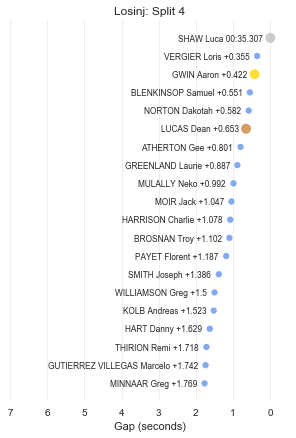 Losinj: Split 4
SHAW Luca 00:35.307
VERGIER Loris +0.355
GWIN Aaron +0.422
BLENKINSOP Samuel +0.551
NORTON Dakotah +0.582
LUCAS Dean +0.653
ATHERTON Gee +0.801
GREENLAND Laurie +0.887
MULALLY Neko +0.992
MOIR Jack +1.047
HARRISON Charlie +1.078
BROSNAN Troy +1.102
PAYET Florent +1.187
SMITH Joseph +1.386
WILLIAMSON Greg +1.5
KOLB Andreas +1.523
HART Danny +1.629
THIRION Remi +1.718
GUTIERREZ VILLEGAS Marcelo +1.742
MINNAAR Greg +1.769
7 6 5 4 3 2 1 0
Gap (seconds)